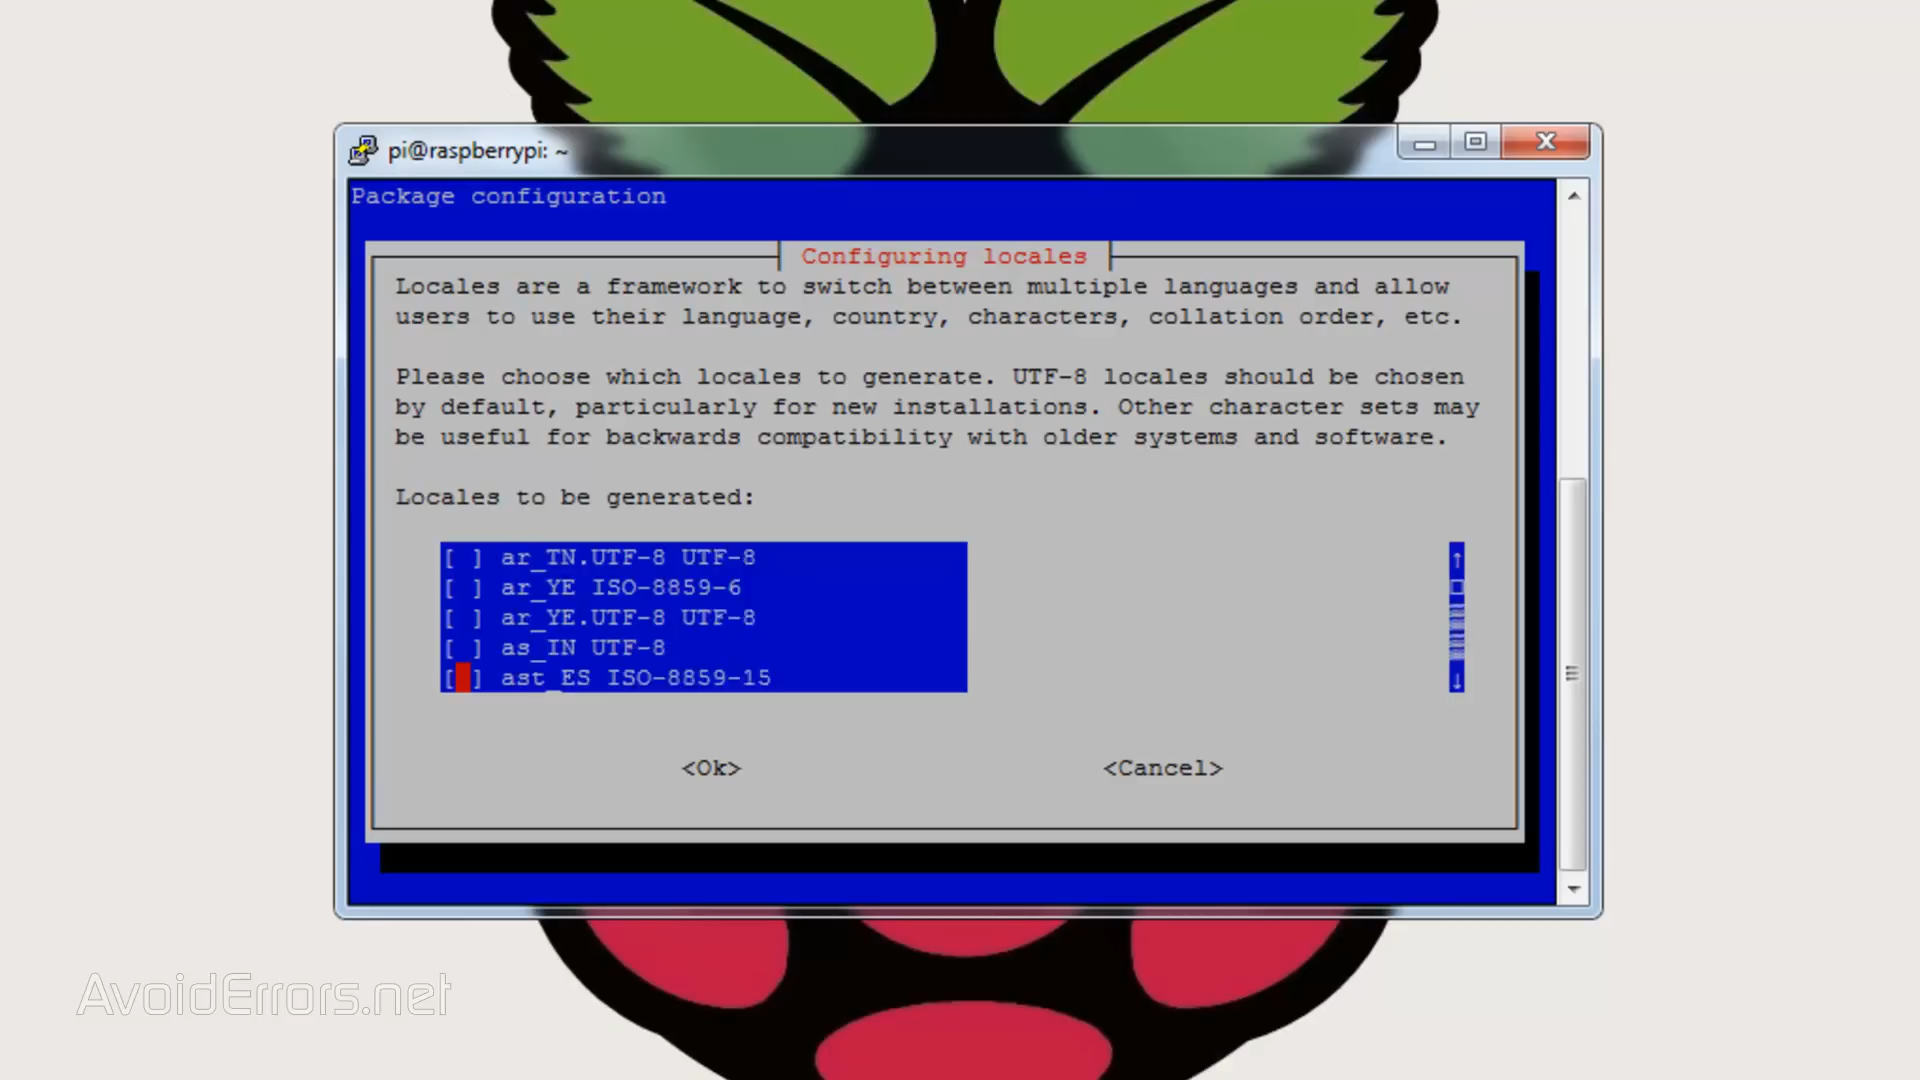 pi@raspberrypi: ~
Package configuration
Configuring locales
Locales are a framework to switch between multiple languages and allow
users to use their language, country, characters, collation order, etc.
Please choose which locales to generate. UTF-8 locales should be chosen
by default, particularly for new installations. Other character sets may
be useful for backwards compatibility with older systems and software.
Locales to be generated:
[ ] ar_TN.UTF-8 UTF-8
[ ] ar_YE ISO-8859-6
[ ] ar_YE.UTF-8 UTF-8
[ ] as_IN UTF-8
[ ] ast_ES ISO-8859-15
<Ok> <Cancel>
AvoidErrors.net